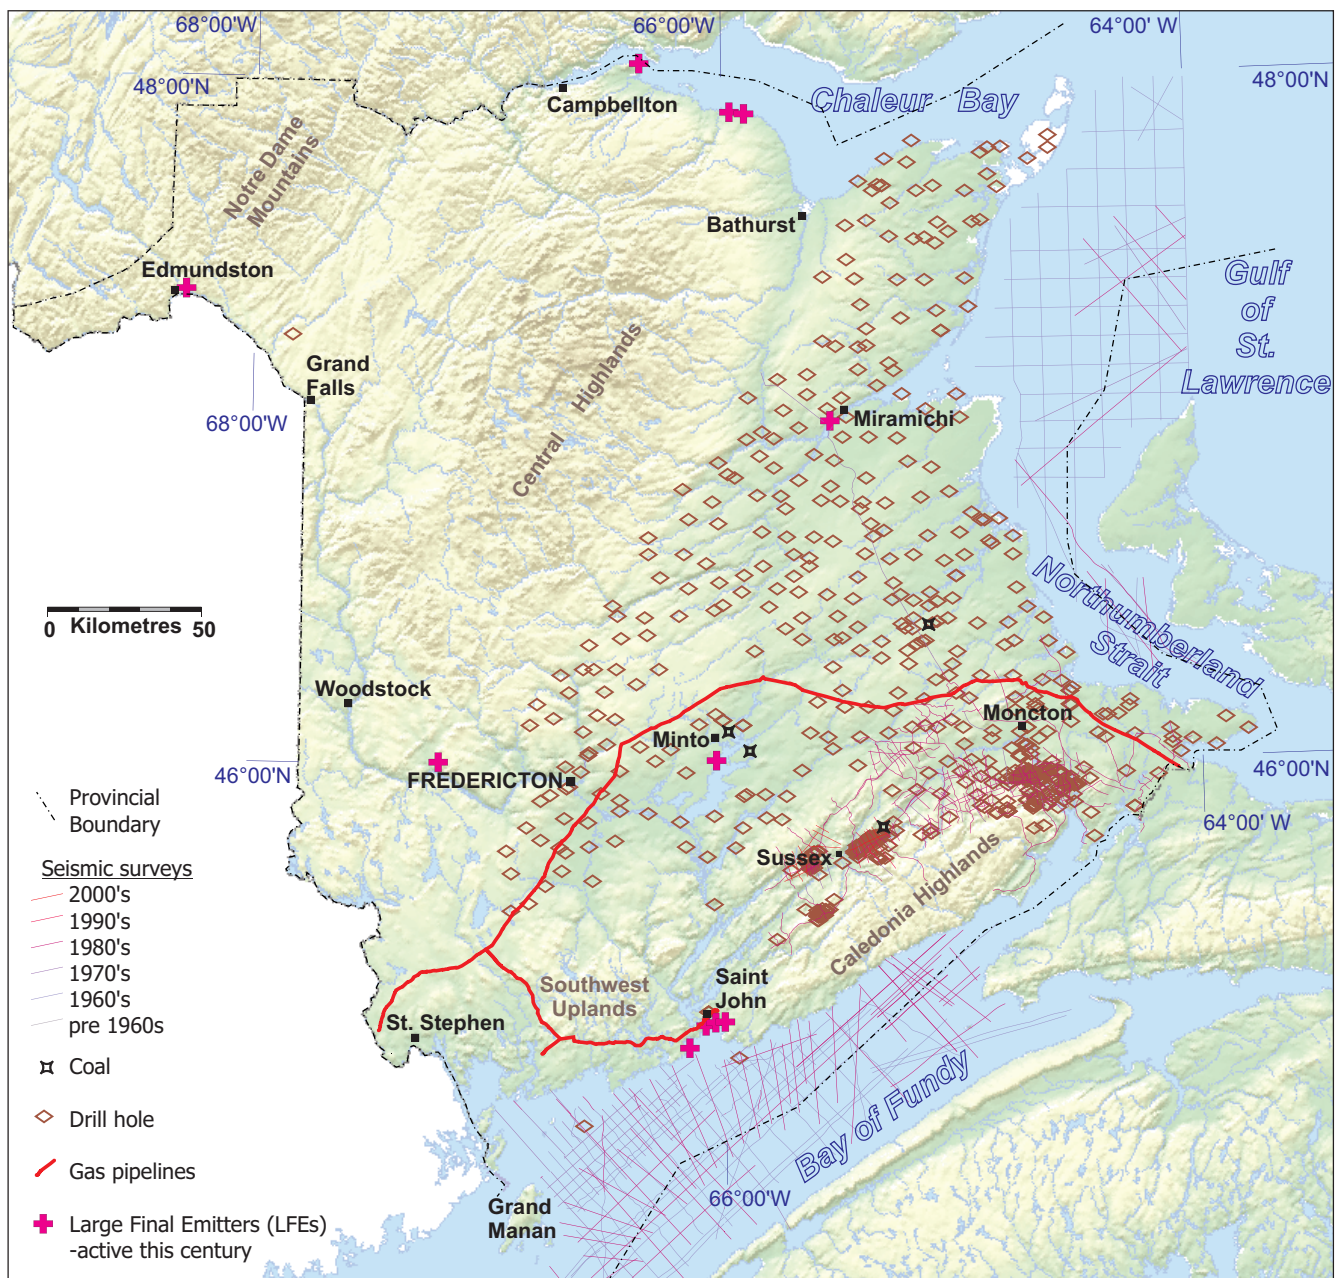 68°00'W
66°00'W
64°00' W
48°00'N
48°00'N
Campbellton
Chaleur Bay
Notre Dame
Mountains
Bathurst
Edmundston
Gulf
of
St.
Lawrence
Grand
Falls
68°00'W
Central Highlands
Miramichi
Northumberland
Strait
0 Kilometres 50
Woodstock
Moncton
Minto
46°00'N
FREDERICTON
46°00'N
64°00' W
Provincial
Boundary
Sussex
Caledonia Highlands
Seismic surveys
2000's
1990's
1980's
1970's
1960's
pre 1960s
Southwest
Uplands
Saint
John
St. Stephen
Coal
Bay of Fundy
Drill hole
Gas pipelines
66°00'W
Grand
Manan
Large Final Emitters (LFEs)
-active this century